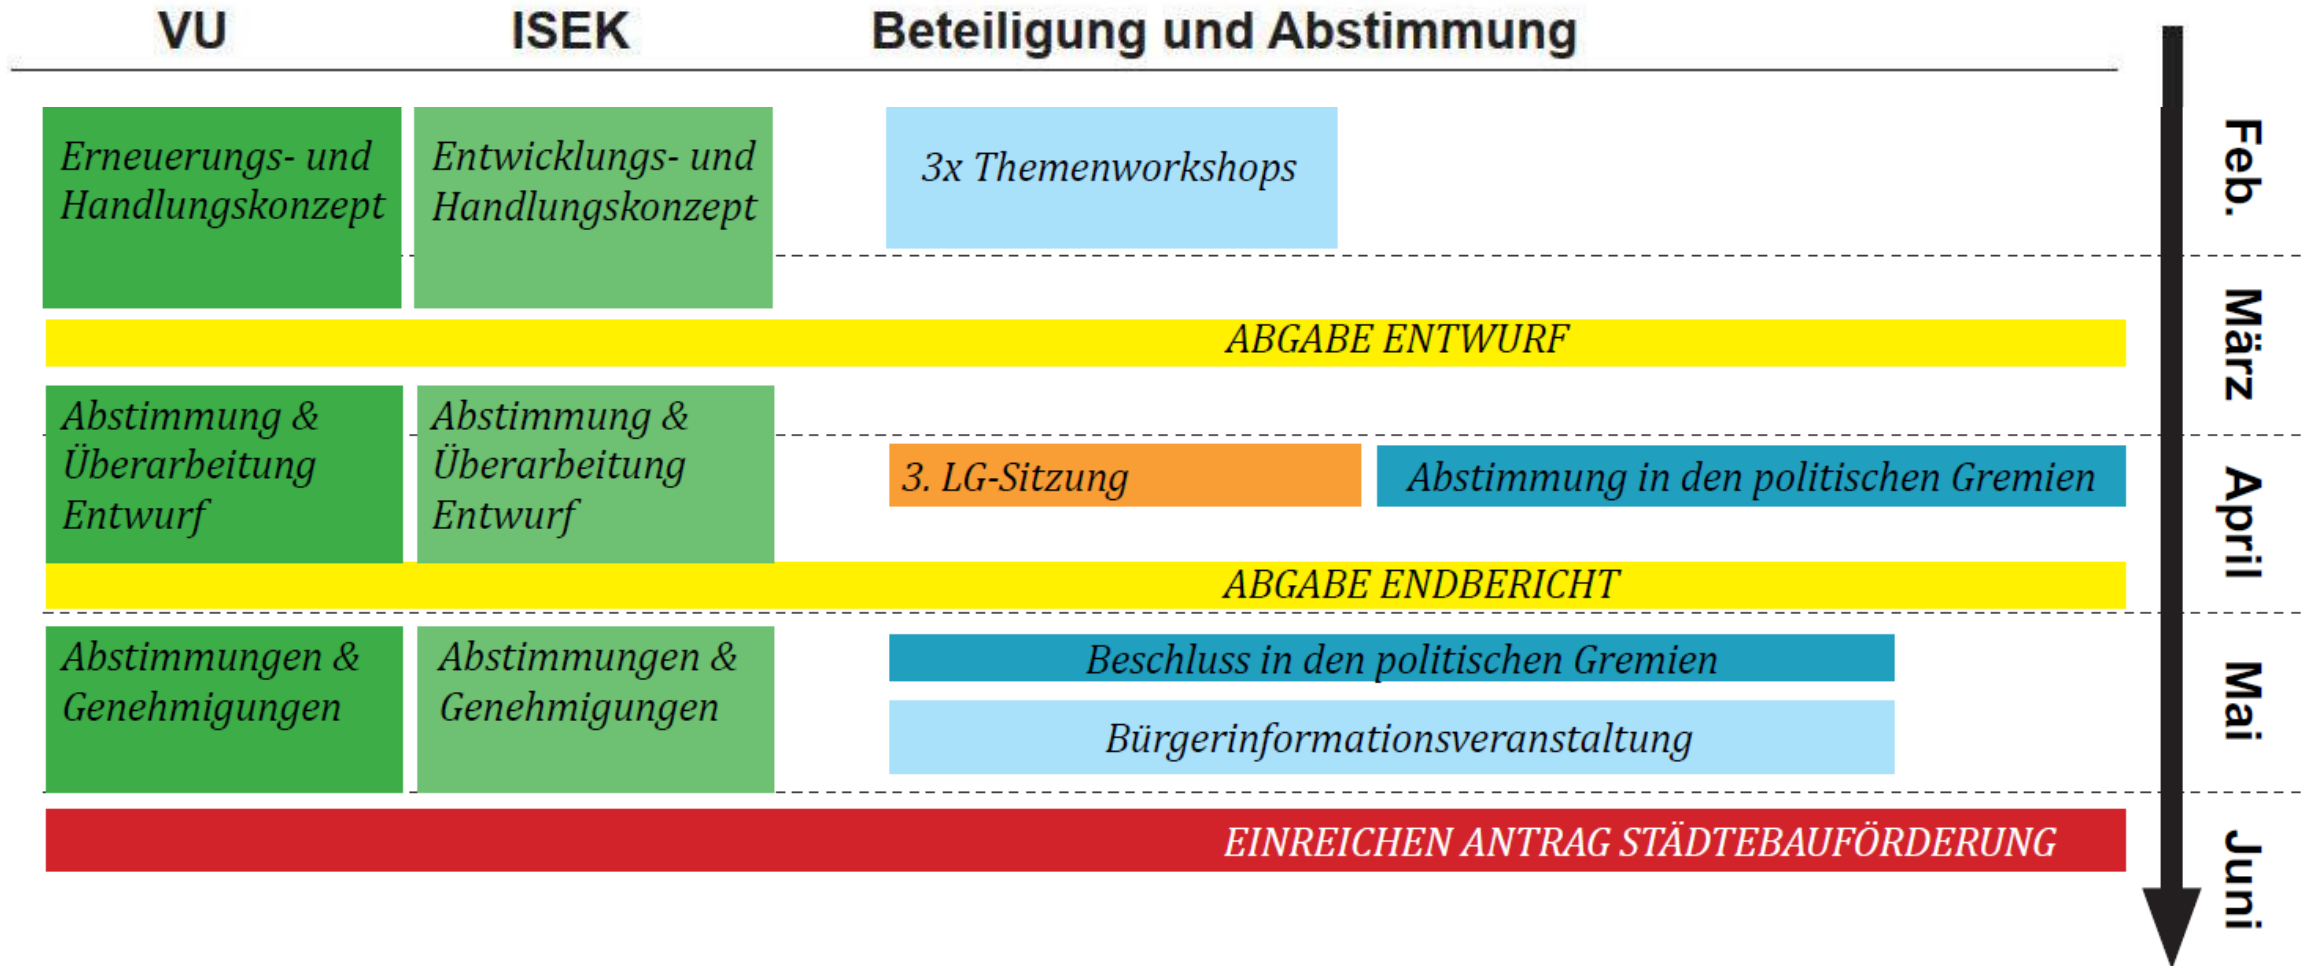 VU ISEK Beteiligung und Abstimmung
Erneuerungs- und
Handlungskonzept
Entwicklungs- und
Handlungskonzept
3x Themenworkshops
Feb.
März
ABGABE ENTWURF
Abstimmung &
Überarbeitung
Entwurf
Abstimmung &
Überarbeitung
Entwurf
3. LG-Sitzung
Abstimmung in den politischen Gremien
April
ABGABE ENDBERICHT
Abstimmungen &
Genehmigungen
Abstimmungen &
Genehmigungen
Beschluss in den politischen Gremien
Bürgerinformationsveranstaltung
Mai
EINREICHEN ANTRAG STÄDTEBAUFÖRDERUNG
Juni